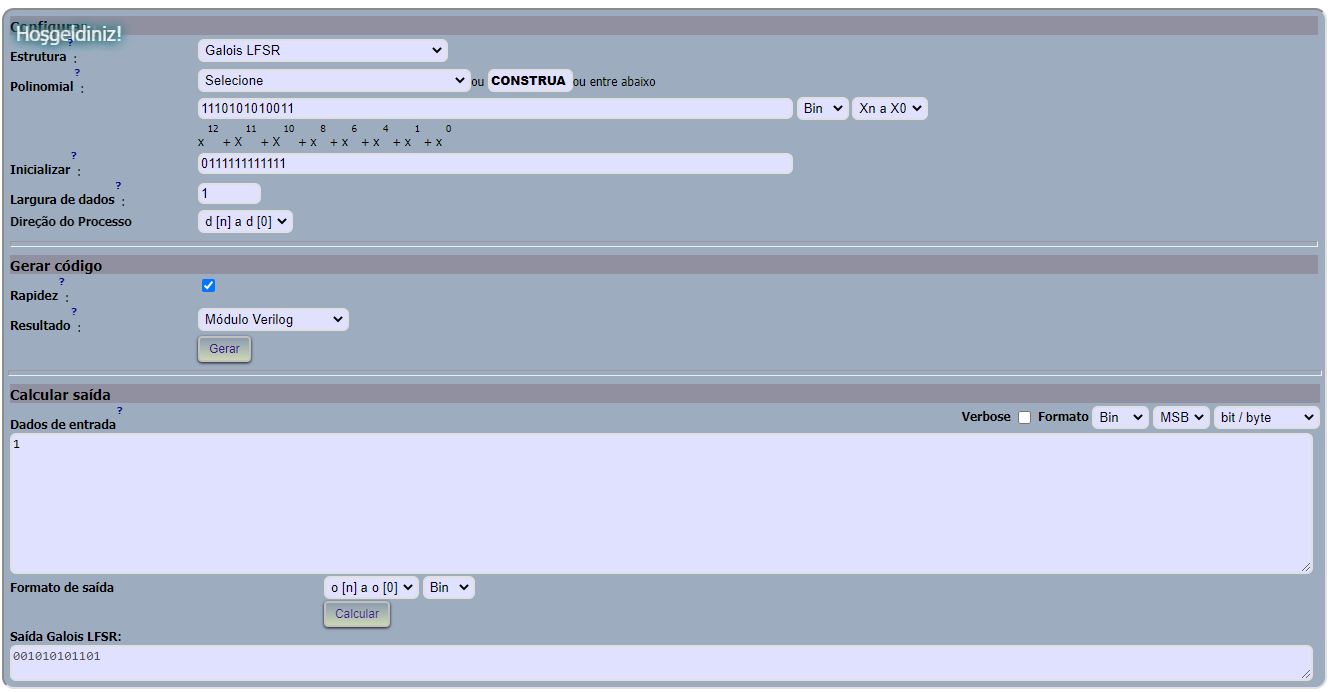 Configurar
Hoşgeldiniz!
Estrutura ? : Galois LFSR
Polinomial ? : Selecione ou CONSTRUA ou entre abaixo
1110101010011 Bin Xn a X0
12 11 10 8 6 4 1 0
x + X + X + x + x + x + x + x
Inicializar ? : 0111111111111
Largura de dados ? : 1
Direção do Processo d [n] a d [0]
Gerar código
Rapidez ? :
Resultado ? : Módulo Verilog
Gerar
Calcular saída
Dados de entrada ? Verbose Formato Bin MSB bit / byte
1
Formato de saída o [n] a o [0] Bin
Calcular
Saída Galois LFSR:
001010101101